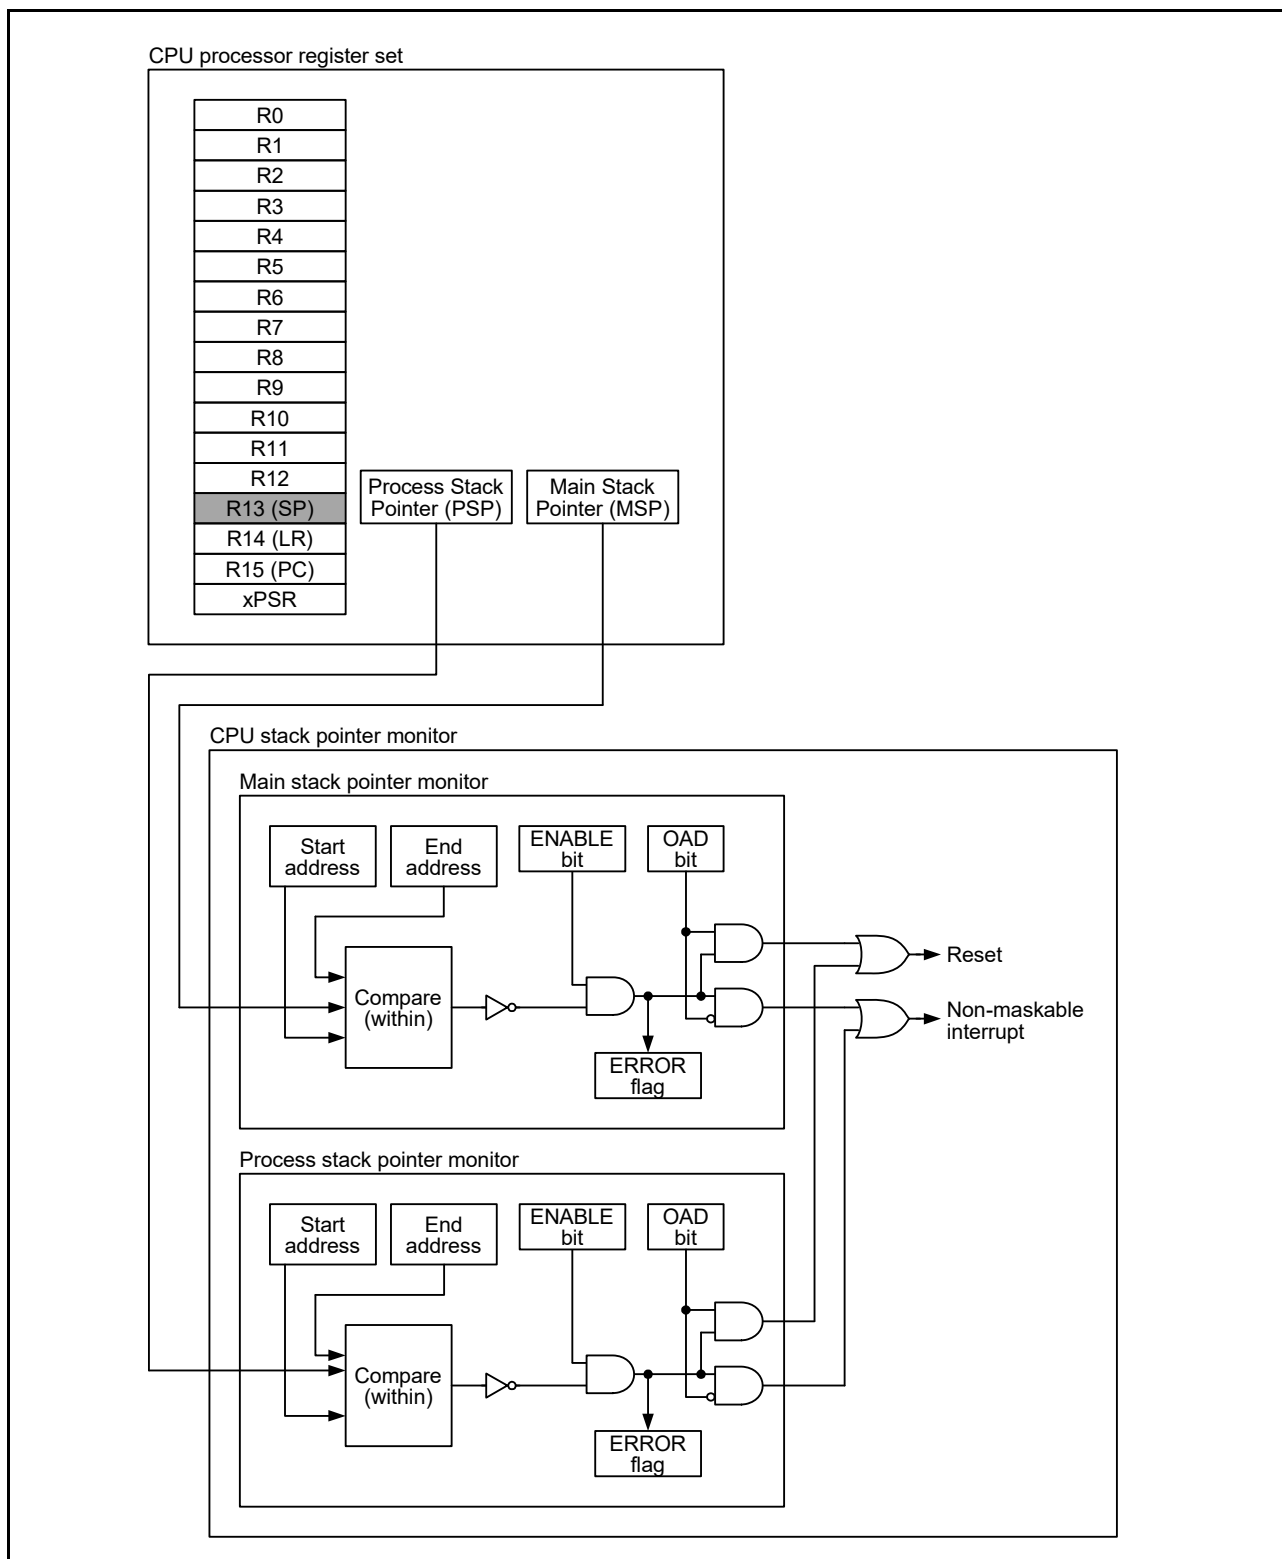 CPU processor register set
R0
R1
R2
R3
R4
R5
R6
R7
R8
R9
R10
R11
R12
R13 (SP)
R14 (LR)
R15 (PC)
xPSR
Process Stack
Pointer (PSP)
Main Stack
Pointer (MSP)
CPU stack pointer monitor
Main stack pointer monitor
Start
address
End
address
ENABLE
bit
OAD
bit
Compare
(within)
ERROR
flag
Reset
Non-maskable
interrupt
Process stack pointer monitor
Start
address
End
address
ENABLE
bit
OAD
bit
Compare
(within)
ERROR
flag